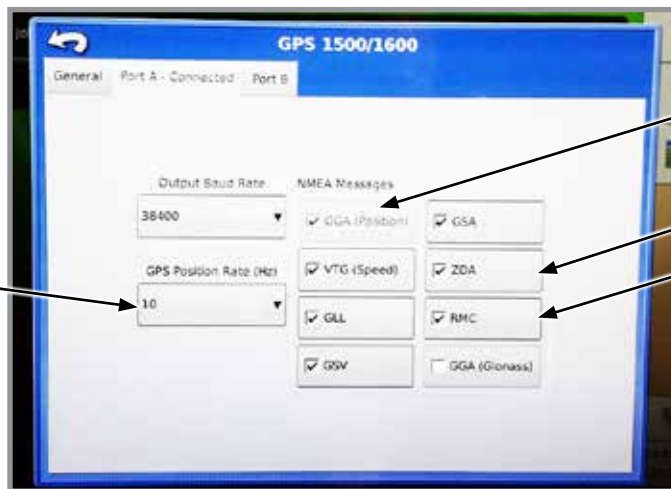 GPS 1500/1600
General Port A - Connected Port B
Output Baud Rate NMEA Messages
38400
GGA (Position)
GSA
GPS Position Rate (Hz)
VTG (Speed)
ZDA
10
GLL
RMC
GSV
GGA (Glonass)